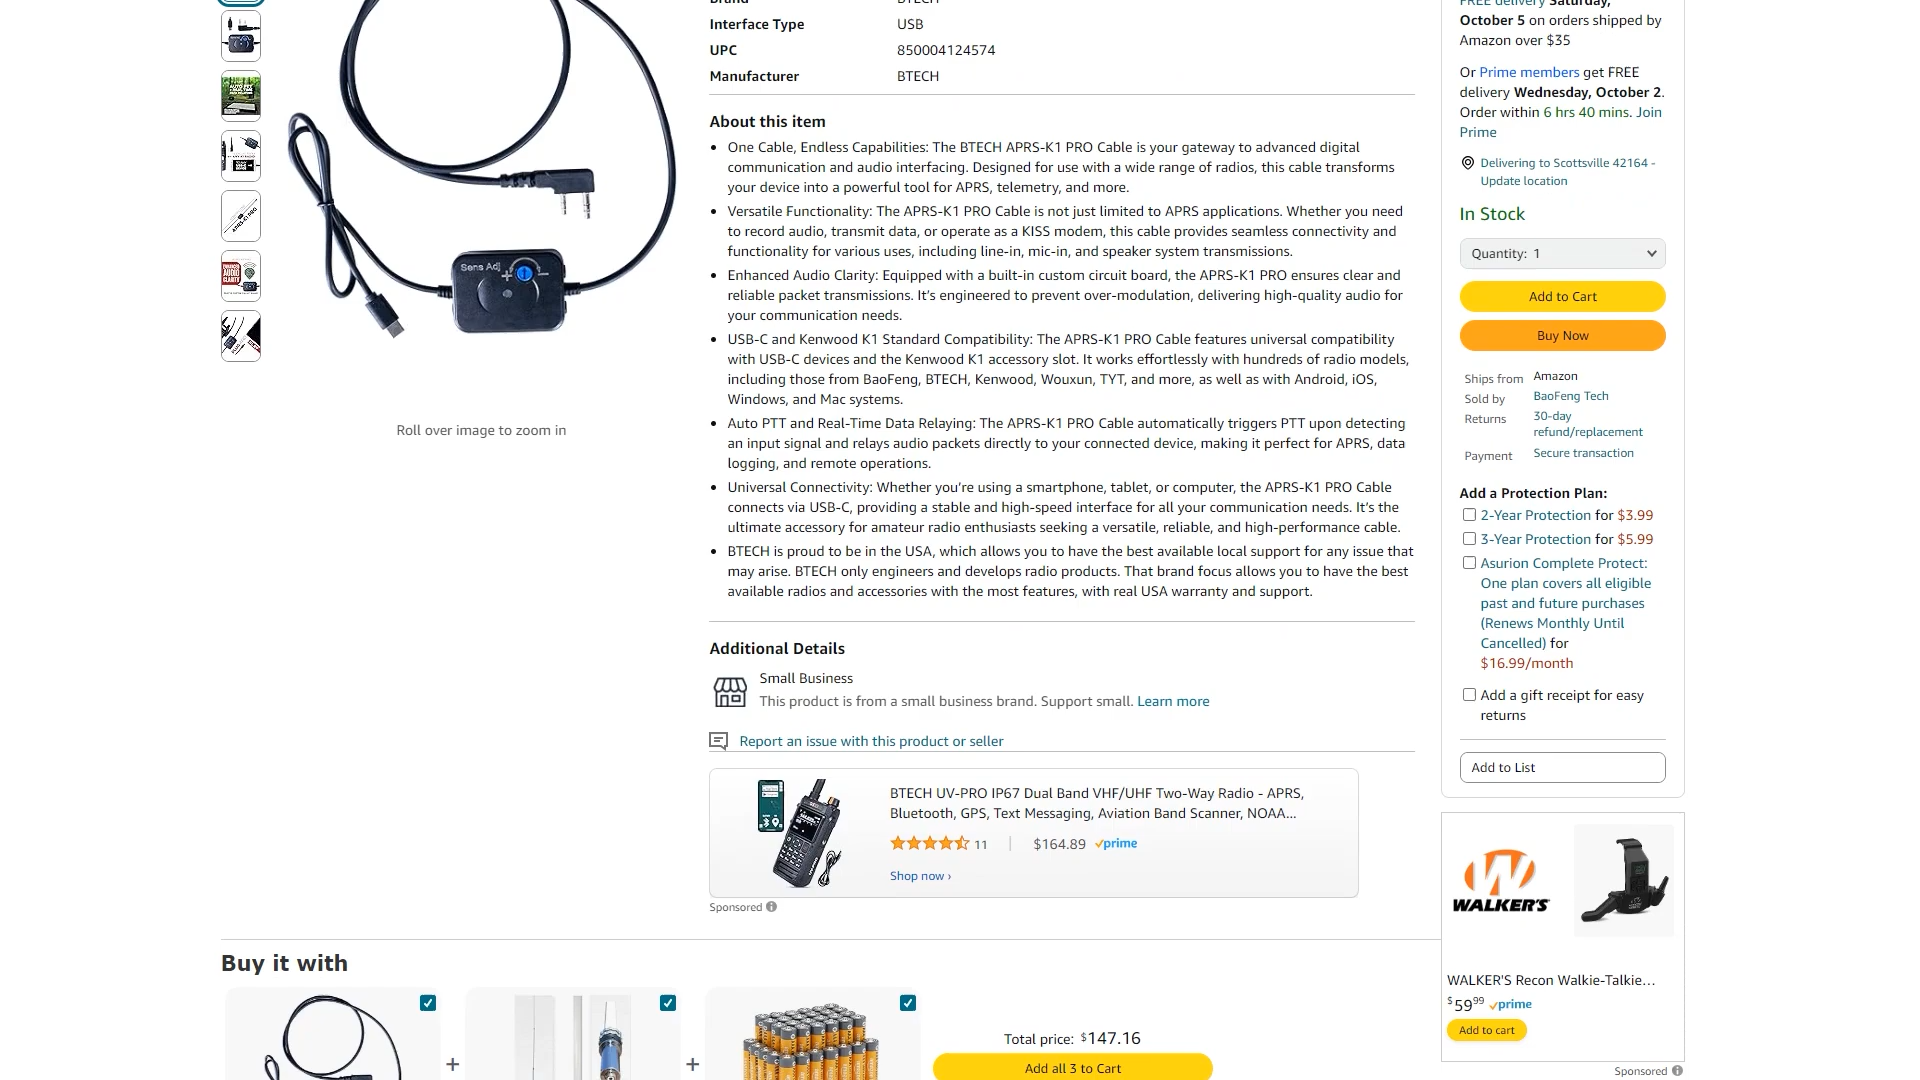 Interface Type USB
UPC 850004124574
Manufacturer BTECH
About this item
One Cable, Endless Capabilities: The BTECH APRS-K1 PRO Cable is your gateway to advanced digital
communication and audio interfacing. Designed for use with a wide range of radios, this cable transforms
your device into a powerful tool for APRS, telemetry, and more.
Versatile Functionality: The APRS-K1 PRO Cable is not just limited to APRS applications. Whether you need
to record audio, transmit data, or operate as a KISS modem, this cable provides seamless connectivity and
functionality for various uses, including line-in, mic-in, and speaker system transmissions.
Enhanced Audio Clarity: Equipped with a built-in custom circuit board, the APRS-K1 PRO ensures clear and
reliable packet transmissions. It’s engineered to prevent over-modulation, delivering high-quality audio for
your communication needs.
USB-C and Kenwood K1 Standard Compatibility: The APRS-K1 PRO Cable features universal compatibility
with USB-C devices and the Kenwood K1 accessory slot. It works effortlessly with hundreds of radio models,
including those from BaoFeng, BTECH, Kenwood, Wouxun, TYT, and more, as well as with Android, iOS,
Windows, and Mac systems.
Auto PTT and Real-Time Data Relaying: The APRS-K1 PRO Cable automatically triggers PTT upon detecting
an input signal and relays audio packets directly to your connected device, making it perfect for APRS, data
logging, and remote operations.
Universal Connectivity: Whether you’re using a smartphone, tablet, or computer, the APRS-K1 PRO Cable
connects via USB-C, providing a stable and high-speed interface for all your communication needs. It’s the
ultimate accessory for amateur radio enthusiasts seeking a versatile, reliable, and high-performance cable.
BTECH is proud to be in the USA, which allows you to have the best available local support for any issue that
may arise. BTECH only engineers and develops radio products. That brand focus allows you to have the best
available radios and accessories with the most features, with real USA warranty and support.
Additional Details
Small Business
This product is from a small business brand. Support small. Learn more
Report an issue with this product or seller
BTECH UV-PRO IP67 Dual Band VHF/UHF Two-Way Radio - APRS,
Bluetooth, GPS, Text Messaging, Aviation Band Scanner, NOAA...
11 | $164.89 prime
Shop now ›
Sponsored
Sens Adj
+ −
Roll over image to zoom in
FREE delivery Saturday,
October 5 on orders shipped by
Amazon over $35
Or Prime members get FREE
delivery Wednesday, October 2.
Order within 6 hrs 40 mins. Join
Prime
Delivering to Scottsville 42164 -
Update location
In Stock
Quantity: 1
Add to Cart
Buy Now
Ships from Amazon
Sold by BaoFeng Tech
Returns 30-day
refund/replacement
Payment Secure transaction
Add a Protection Plan:
2-Year Protection for $3.99
3-Year Protection for $5.99
Asurion Complete Protect:
One plan covers all eligible
past and future purchases
(Renews Monthly Until
Cancelled) for
$16.99/month
Add a gift receipt for easy
returns
Add to List
WALKER'S
WALKER'S Recon Walkie-Talkie...
$59.99 prime
Add to cart
Sponsored
Buy it with
+ +
Total price: $147.16
Add all 3 to Cart